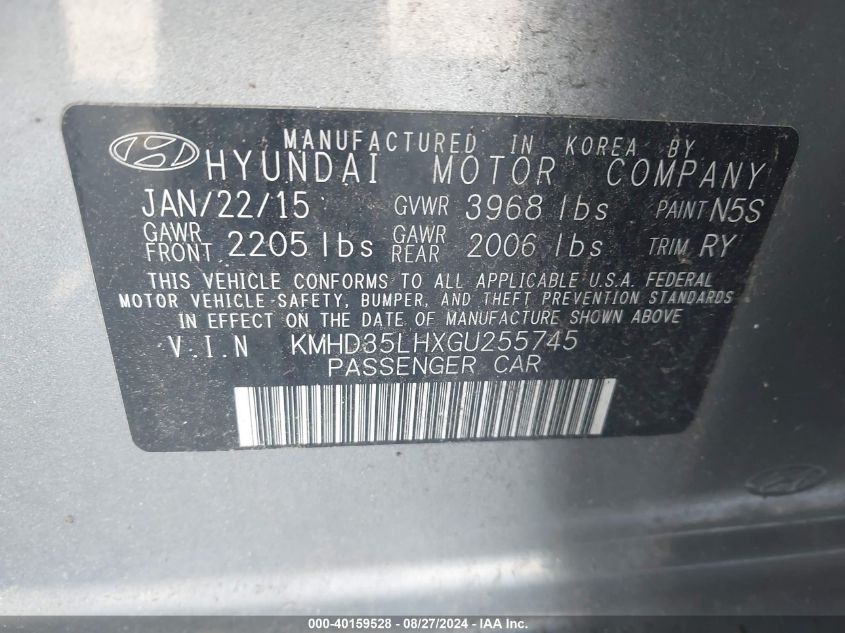 MANUFACTURED IN KOREA BY
HYUNDAI MOTOR COMPANY
JAN/22/15 GVWR 3968 lbs PAINT N5S
GAWR FRONT 2205 lbs GAWR REAR 2006 lbs TRIM RY
THIS VEHICLE CONFORMS TO ALL APPLICABLE U.S.A. FEDERAL
MOTOR VEHICLE-SAFETY, BUMPER, AND THEFT PREVENTION STANDARDS
IN EFFECT ON THE DATE OF MANUFACTURE SHOWN ABOVE
V.I.N KMHD35LHXGU255745
PASSENGER CAR
000-40159528 - 08/27/2024 - IAA Inc.